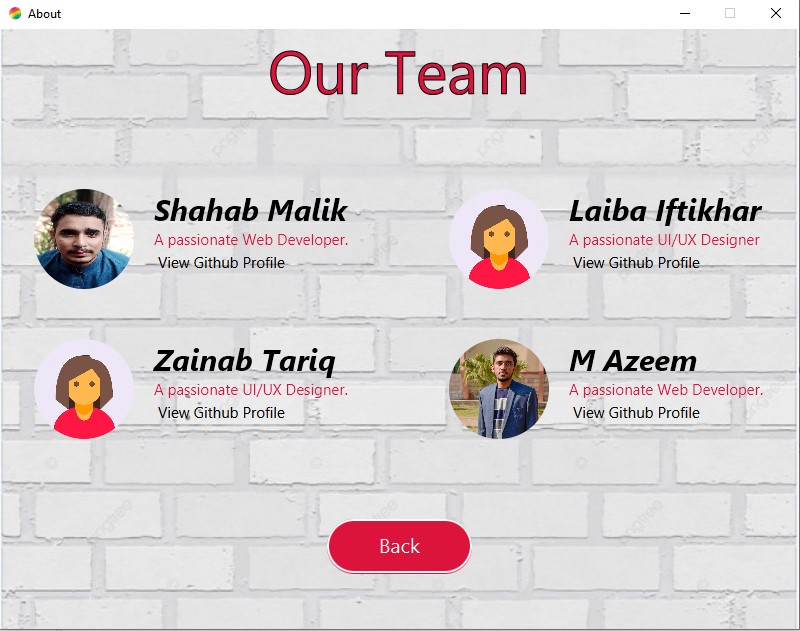 About
Our Team
Shahab Malik
A passionate Web Developer.
View Github Profile
Laiba Iftikhar
A passionate UI/UX Designer
View Github Profile
Zainab Tariq
A passionate UI/UX Designer.
View Github Profile
M Azeem
A passionate Web Developer.
View Github Profile
Back